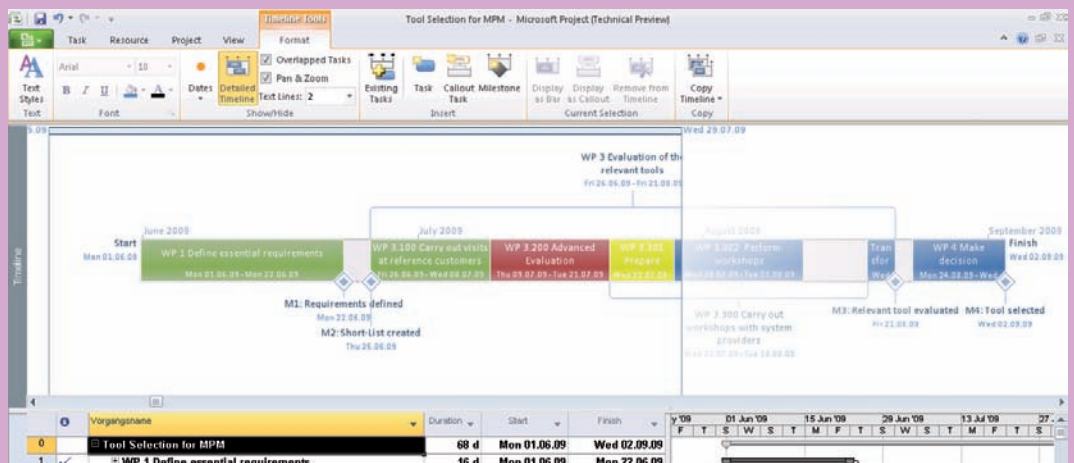 Timeline Tools
Tool Selection for MPM - Microsoft Project (Technical Preview)
Task Resource Project View Format
Text Styles
Arial 10
B I U A
Dates
Detailed Timeline
Overlapped Tasks
Pan & Zoom
Text Lines: 2
Existing Tasks
Task
Callout Task
Milestone
Display as Bar
Display as Callout
Remove from Timeline
Copy Timeline
Text Font Show/Hide Insert Current Selection Copy
5.09
Wed 29.07.09
WP 3 Evaluation of the
relevant tools
Fri 26.06.09 - Fri 21.08.09
June 2009 July 2009 August 2009 September 2009
Timeline
Start
Mon 01.06.09
WP 1 Define essential requirements
Mon 01.06.09 - Mon 22.06.09
WP 3.100 Carry out visits
at reference customers
Fri 26.06.09 - Wed 08.07.09
WP 3.200 Advanced
Evaluation
Thu 09.07.09 - Tue 21.07.09
Prepare
Wed 22.07.09
Perform
workshops
Tran
sfor
Wed
WP 4 Make
decision
Mon 24.08.09 - Wed
Finish
Wed 02.09.09
M1: Requirements defined
Mon 22.06.09
M2: Short-List created
Thu 25.06.09
WP 3.300 Carry out
workshops with system
providers
M3: Relevant tool evaluated
Fri 21.08.09
M4: Tool selected
Wed 02.09.09
Vorgangsname Duration Start Finish
y '09 01 Jun '09 15 Jun '09 29 Jun '09 13 Jul '09 27.
F T S W S T M F T S W S T M F T S
0 Tool Selection for MPM 68 d Mon 01.06.09 Wed 02.09.09
1 WP 1 Define essential requirements 16 d Mon 01.06.09 Mon 22.06.09